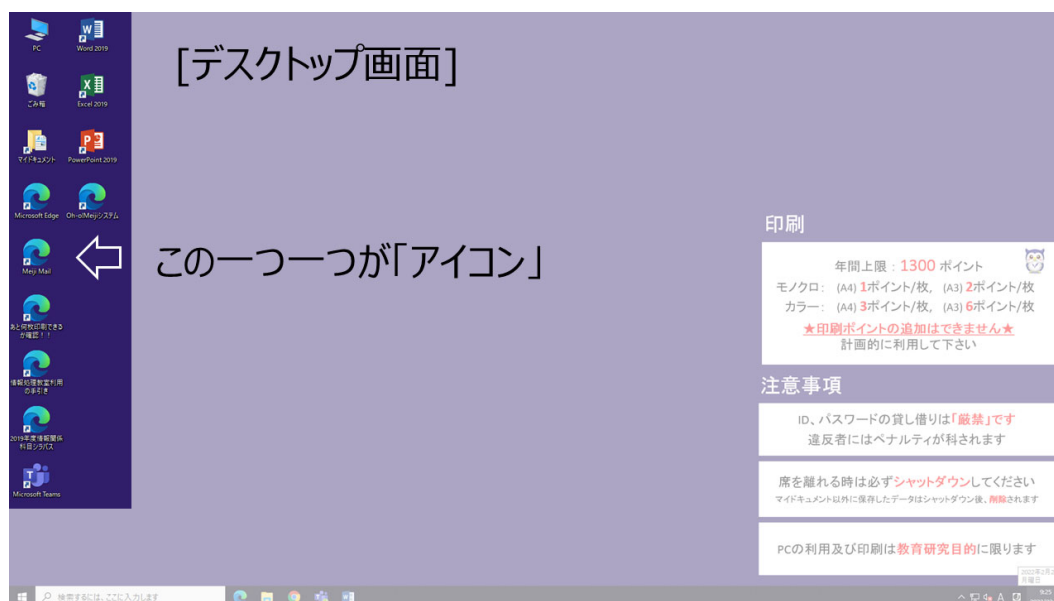 PC
Word 2019
ごみ箱
Excel 2019
マイドキュメント
PowerPoint 2019
Microsoft Edge
Oh-o!Meijiシステム
Meiji Mail
あと何枚印刷できる
か確認!!
情報処理教室利用
の手引き
2019年度情報関係
科目シラバス
Microsoft Teams
[デスクトップ画面]
この一つ一つが「アイコン」
印刷
年間上限:1300 ポイント
モノクロ: (A4) 1ポイント/枚, (A3) 2ポイント/枚
カラー: (A4) 3ポイント/枚, (A3) 6ポイント/枚
★印刷ポイントの追加はできません★
計画的に利用して下さい
注意事項
ID、パスワードの貸し借りは「厳禁」です
違反者にはペナルティが科されます
席を離れる時は必ずシャットダウンしてください
マイドキュメント以外に保存したデータはシャットダウン後、削除されます
PCの利用及び印刷は教育研究目的に限ります
2022年2月
月曜日
検索するには、ここに入力します
A
9:25